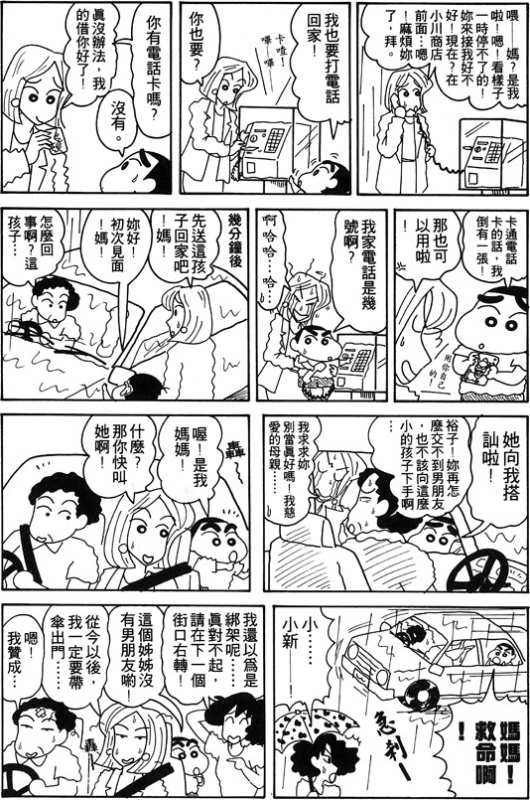 喂──媽？是我
啦！嗯！看樣子
一時停不了的！
妳來接我好不
好！現在？在
小川商店
前面…嗯
！麻煩妳
了，拜。
我也要打電話
回家！
卡喳！
嗶
嗶
你也要？
你有電話卡嗎？
沒有。
眞沒辦法，我
的借你好了！
卡通電話
卡的話，我
倒有一張！
用你自己
的！
那也可
以用啦！
我家電話是幾
號啊？
啊哈哈…哈…
幾分鐘後
先送這孩
子回家吧
！媽！
妳好！
初次見面
！媽！
怎麼回
事啊？這
孩子…
她向我搭
訕啦！
裕子！妳再怎
麼交不到男朋友
，也不該向這麼
小的孩子下手啊
！
我求求妳
別當眞好嗎！我慈
愛的母親……
喔！是我
媽媽！
什麼？
那你快叫
她啊！
媽媽！
救命啊
！
急刹！
小……
小新！
我還以爲是
綁架呢……
眞對不起，
請在下一個
街口右轉！
這個姊姊沒
有男朋友喲！
從今以後，
我一定要帶
傘出門…
嗯！
我贊成…